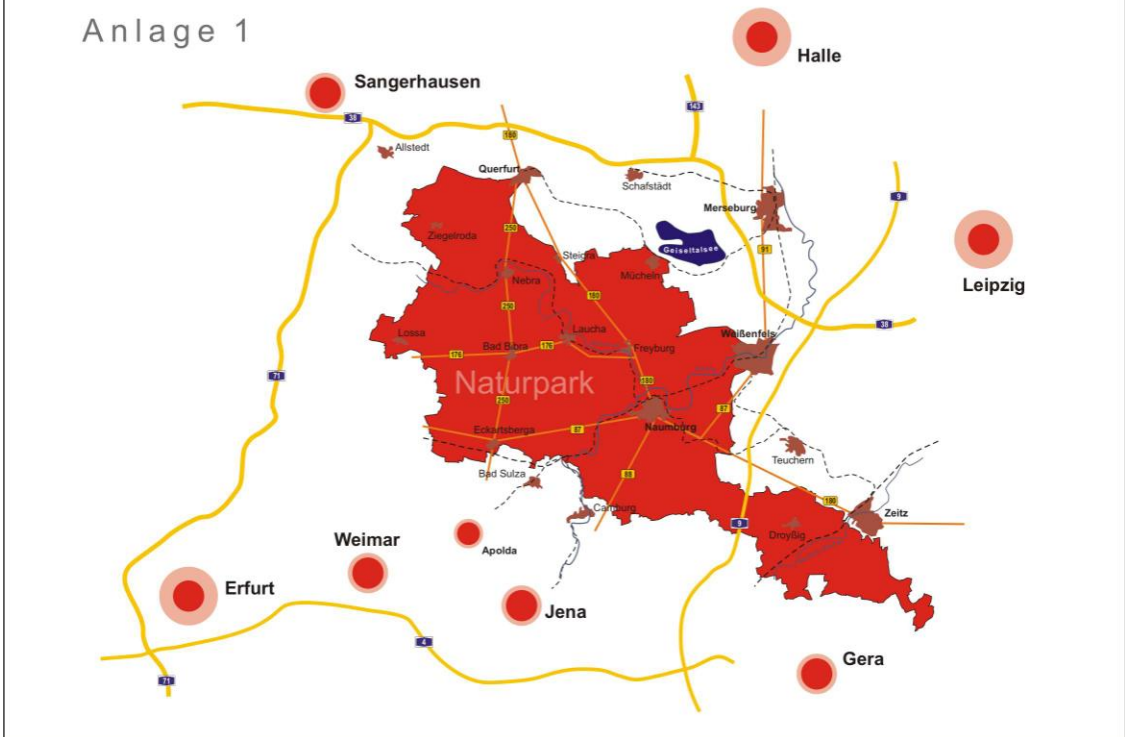 Anlage 1
Halle
Sangerhausen
143
38
Allstedt
180
Querfurt
Schafstädt
9
Merseburg
Ziegelroda
250
Geiseltalsee
91
Steigra
Mücheln
Leipzig
Nebra
180
250
38
Lossa
Laucha
Weißenfels
Bad Bibra
176
176
Freyburg
71
Naturpark
180
250
87
Eckartsberga
87
Naumborg
Teuchern
Bad Sulza
88
180
Camburg
Zeitz
9
Droyßig
Weimar
Apolda
Erfurt
Jena
4
Gera
71